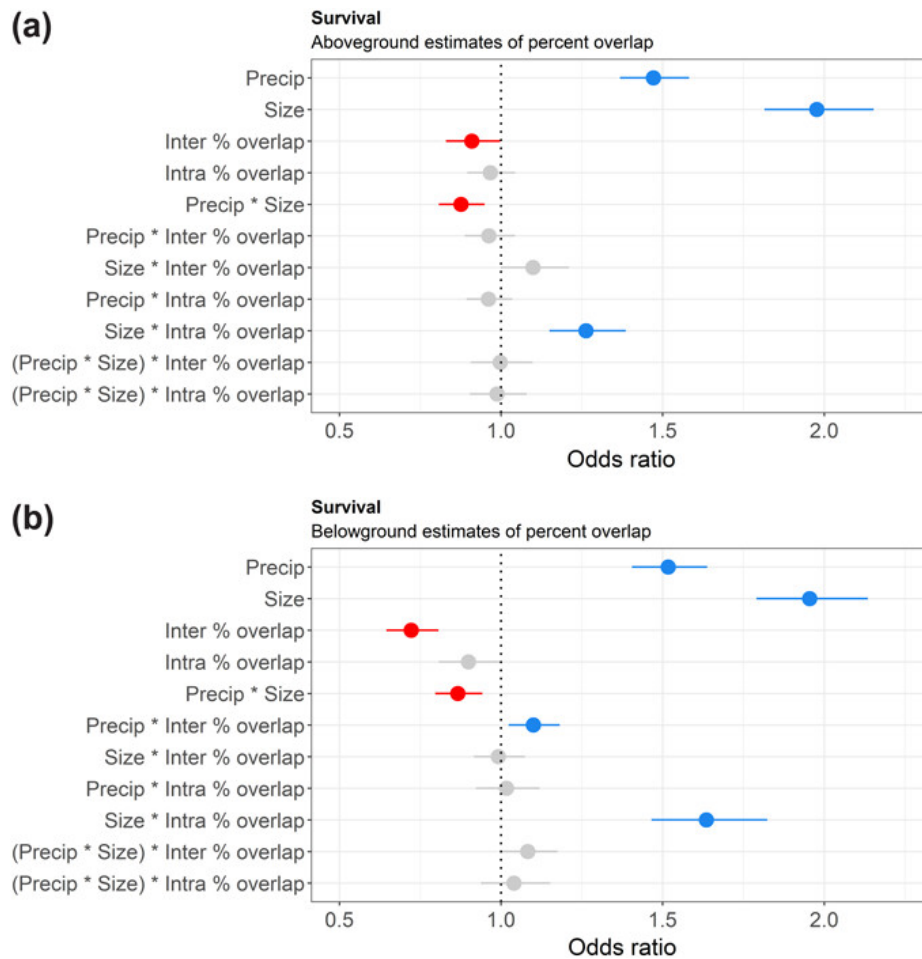 (a)
Survival
Aboveground estimates of percent overlap
Precip
Size
Inter % overlap
Intra % overlap
Precip * Size
Precip * Inter % overlap
Size * Inter % overlap
Precip * Intra % overlap
Size * Intra % overlap
(Precip * Size) * Inter % overlap
(Precip * Size) * Intra % overlap
0.5 1.0 1.5 2.0
Odds ratio
(b)
Survival
Belowground estimates of percent overlap
Precip
Size
Inter % overlap
Intra % overlap
Precip * Size
Precip * Inter % overlap
Size * Inter % overlap
Precip * Intra % overlap
Size * Intra % overlap
(Precip * Size) * Inter % overlap
(Precip * Size) * Intra % overlap
0.5 1.0 1.5 2.0
Odds ratio